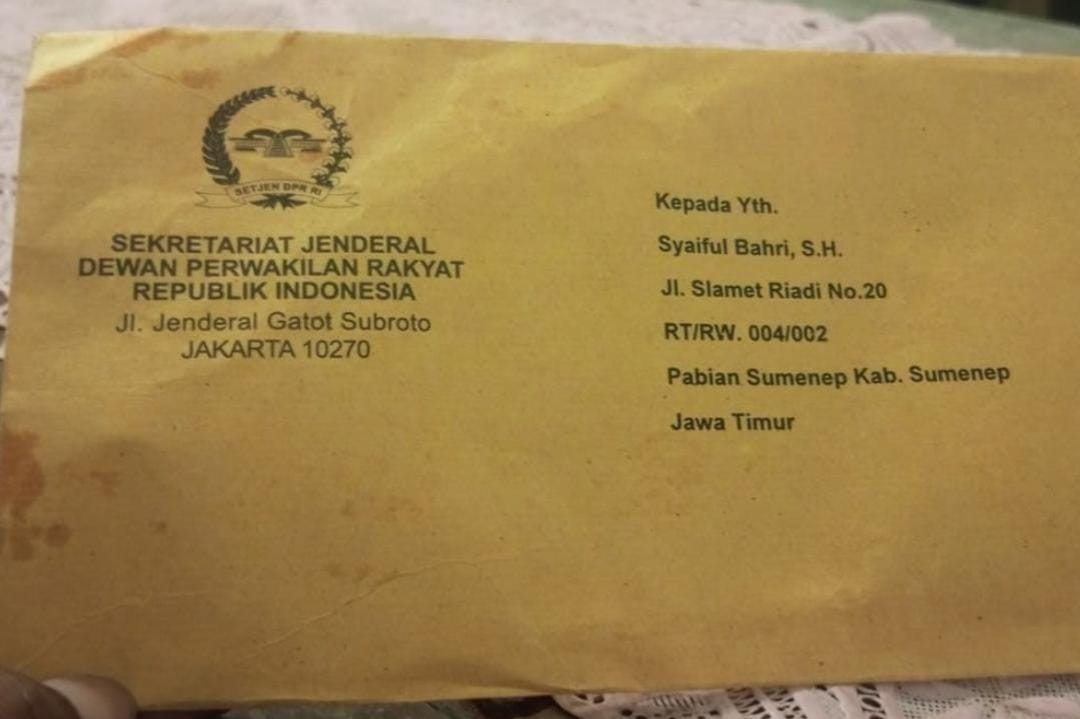 SETJEN DPR RI
SEKRETARIAT JENDERAL
DEWAN PERWAKILAN RAKYAT
REPUBLIK INDONESIA
Jl. Jenderal Gatot Subroto
JAKARTA 10270
Kepada Yth.
Syaiful Bahri, S.H.
Jl. Slamet Riadi No.20
RT/RW. 004/002
Pabian Sumenep Kab. Sumenep
Jawa Timur